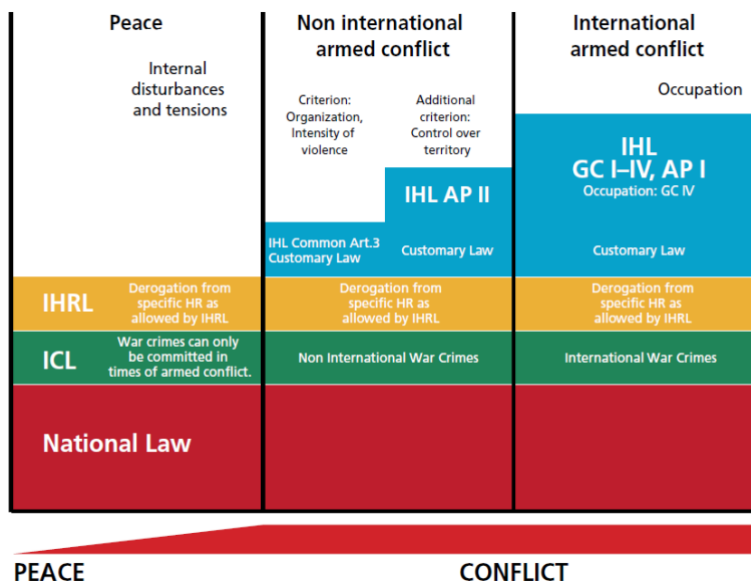 Peace
Internal
disturbances
and tensions
Non international
armed conflict
Criterion:
Organization,
Intensity of
violence
Additional
criterion:
Control over
territory
International
armed conflict
Occupation
IHL
GC I–IV, AP I
Occupation: GC IV
IHL AP II
IHL Common Art.3
Customary Law
Customary Law
Customary Law
IHRL
Derogation from
specific HR as
allowed by IHRL
Derogation from
specific HR as
allowed by IHRL
Derogation from
specific HR as
allowed by IHRL
ICL
War crimes can only
be committed in
times of armed conflict.
Non International War Crimes
International War Crimes
National Law
PEACE
CONFLICT